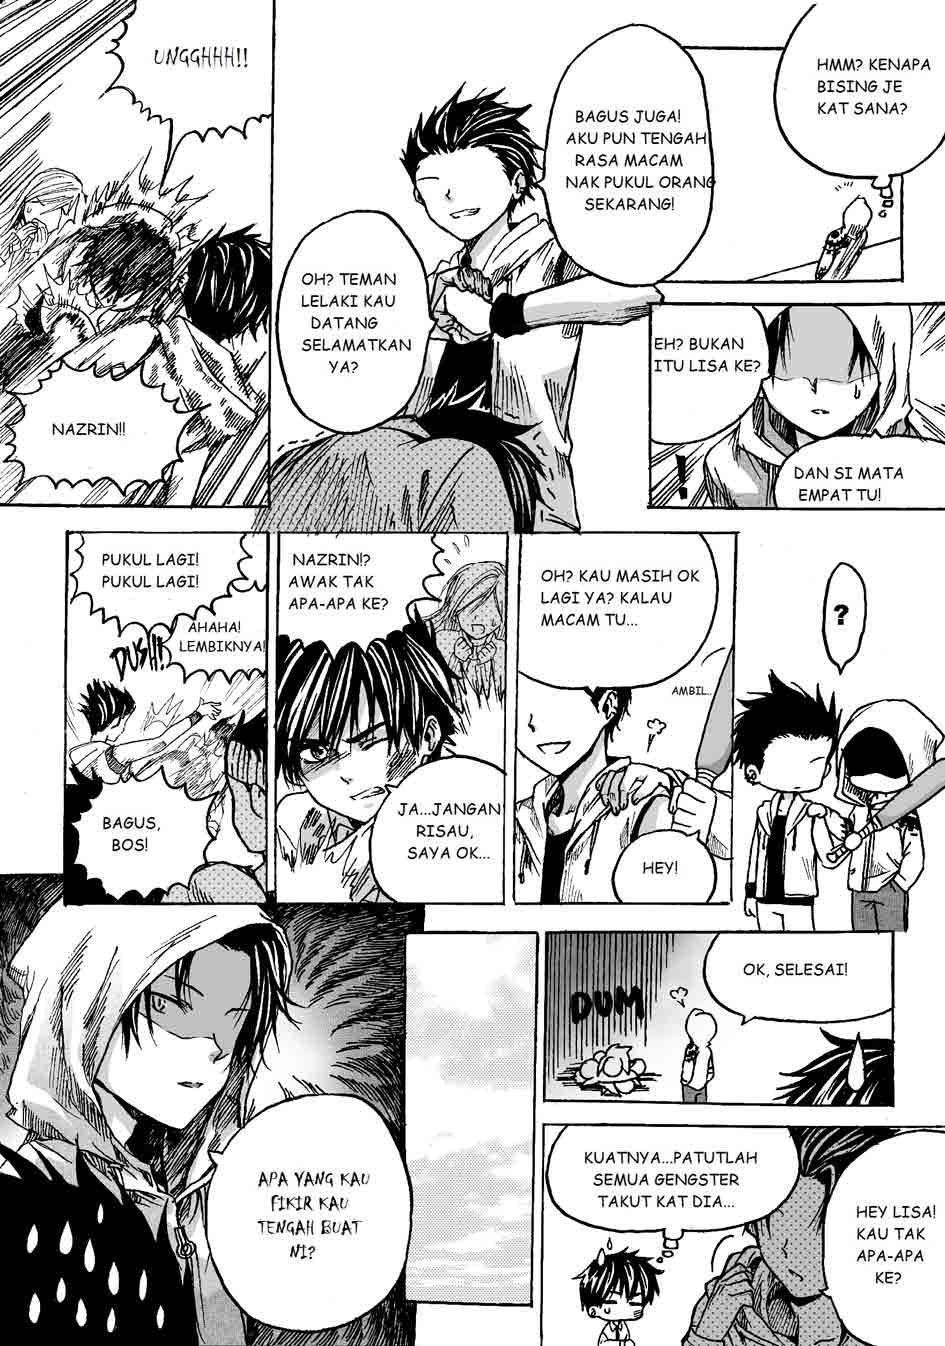 UNGGHHH!!
NAZRIN!!
OH? TEMAN
LELAKI KAU
DATANG
SELAMATKAN
YA?
BAGUS JUGA!
AKU PUN TENGAH
RASA MACAM
NAK PUKUL ORANG
SEKARANG!
HMM? KENAPA
BISING JE
KAT SANA?
EH? BUKAN
ITU LISA KE?
!
DAN SI MATA
EMPAT TU!
PUKUL LAGI!
PUKUL LAGI!
AHAHA!
LEMBIKNYA!
DUSH!
BAGUS,
BOS!
NAZRIN!?
AWAK TAK
APA-APA KE?
JA...JANGAN
RISAU,
SAYA OK...
OH? KAU MASIH OK
LAGI YA? KALAU
MACAM TU...
AMBIL...
HEY!
?
APA YANG KAU
FIKIR KAU
TENGAH BUAT
NI?
DUM
OK, SELESAI!
KUATNYA...PATUTLAH
SEMUA GENGSTER
TAKUT KAT DIA...
HEY LISA!
KAU TAK
APA-APA
KE?